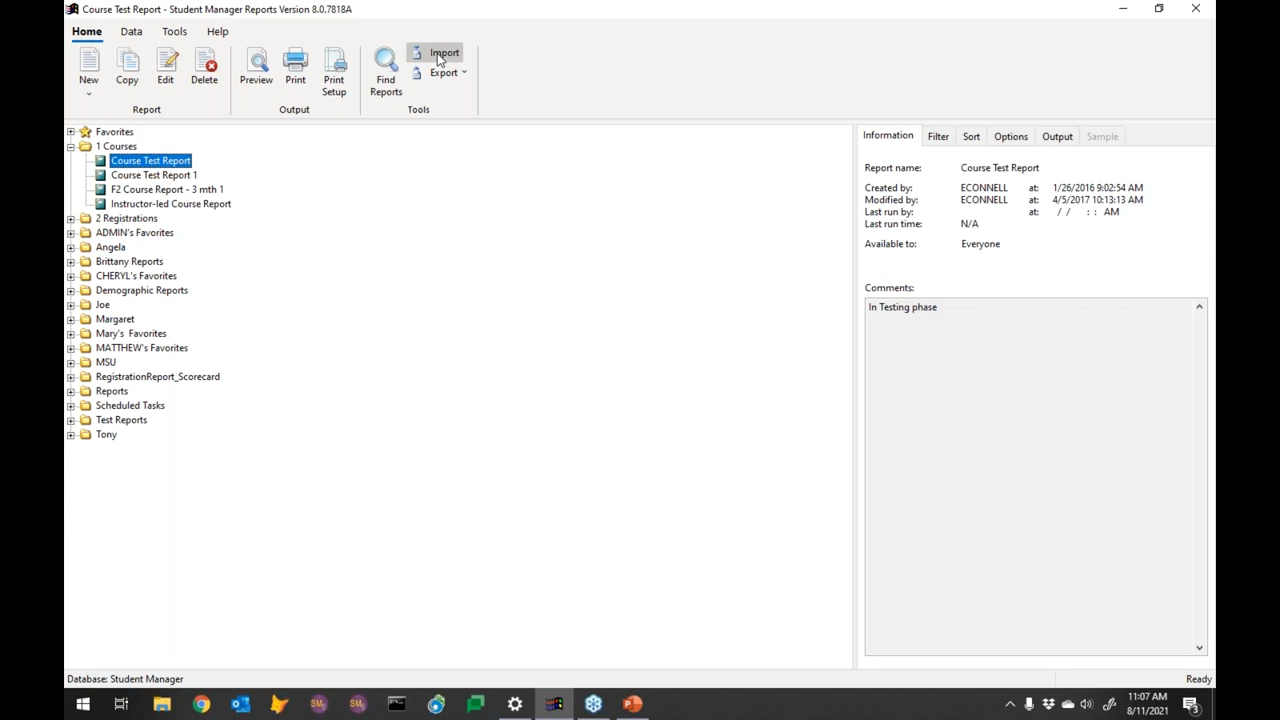 Course Test Report - Student Manager Reports Version 8.0.7818A
Home Data Tools Help
New Copy Edit Delete Preview Print Print Setup Find Reports Import
Export
Report Output Tools
Favorites
1 Courses
Course Test Report
Course Test Report 1
F2 Course Report - 3 mth 1
Instructor-led Course Report
2 Registrations
ADMIN's Favorites
Angela
Brittany Reports
CHERYL's Favorites
Demographic Reports
Joe
Margaret
Mary's  Favorites
MATTHEW's Favorites
MSU
RegistrationReport_Scorecard
Reports
Scheduled Tasks
Test Reports
Tony
Information Filter Sort Options Output Sample
Report name: Course Test Report
Created by: ECONNELL at: 1/26/2016 9:02:54 AM
Modified by: ECONNELL at: 4/5/2017 10:13:13 AM
Last run by: at: / / : : AM
Last run time: N/A
Available to: Everyone
Comments:
In Testing phase
Database: Student Manager Ready
11:07 AM
8/11/2021
3